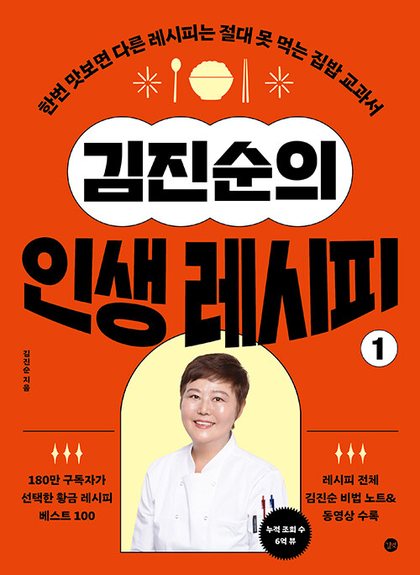 한번 맛보면 다른 레시피는 절대 못 먹는 집밥 교과서
김진순의
인생 레시피
1
김진순 지음
180만 구독자가
선택한 황금 레시피
베스트 100
누적 조회 수
6억 뷰
레시피 전체
김진순 비법 노트&
동영상 수록
길벗